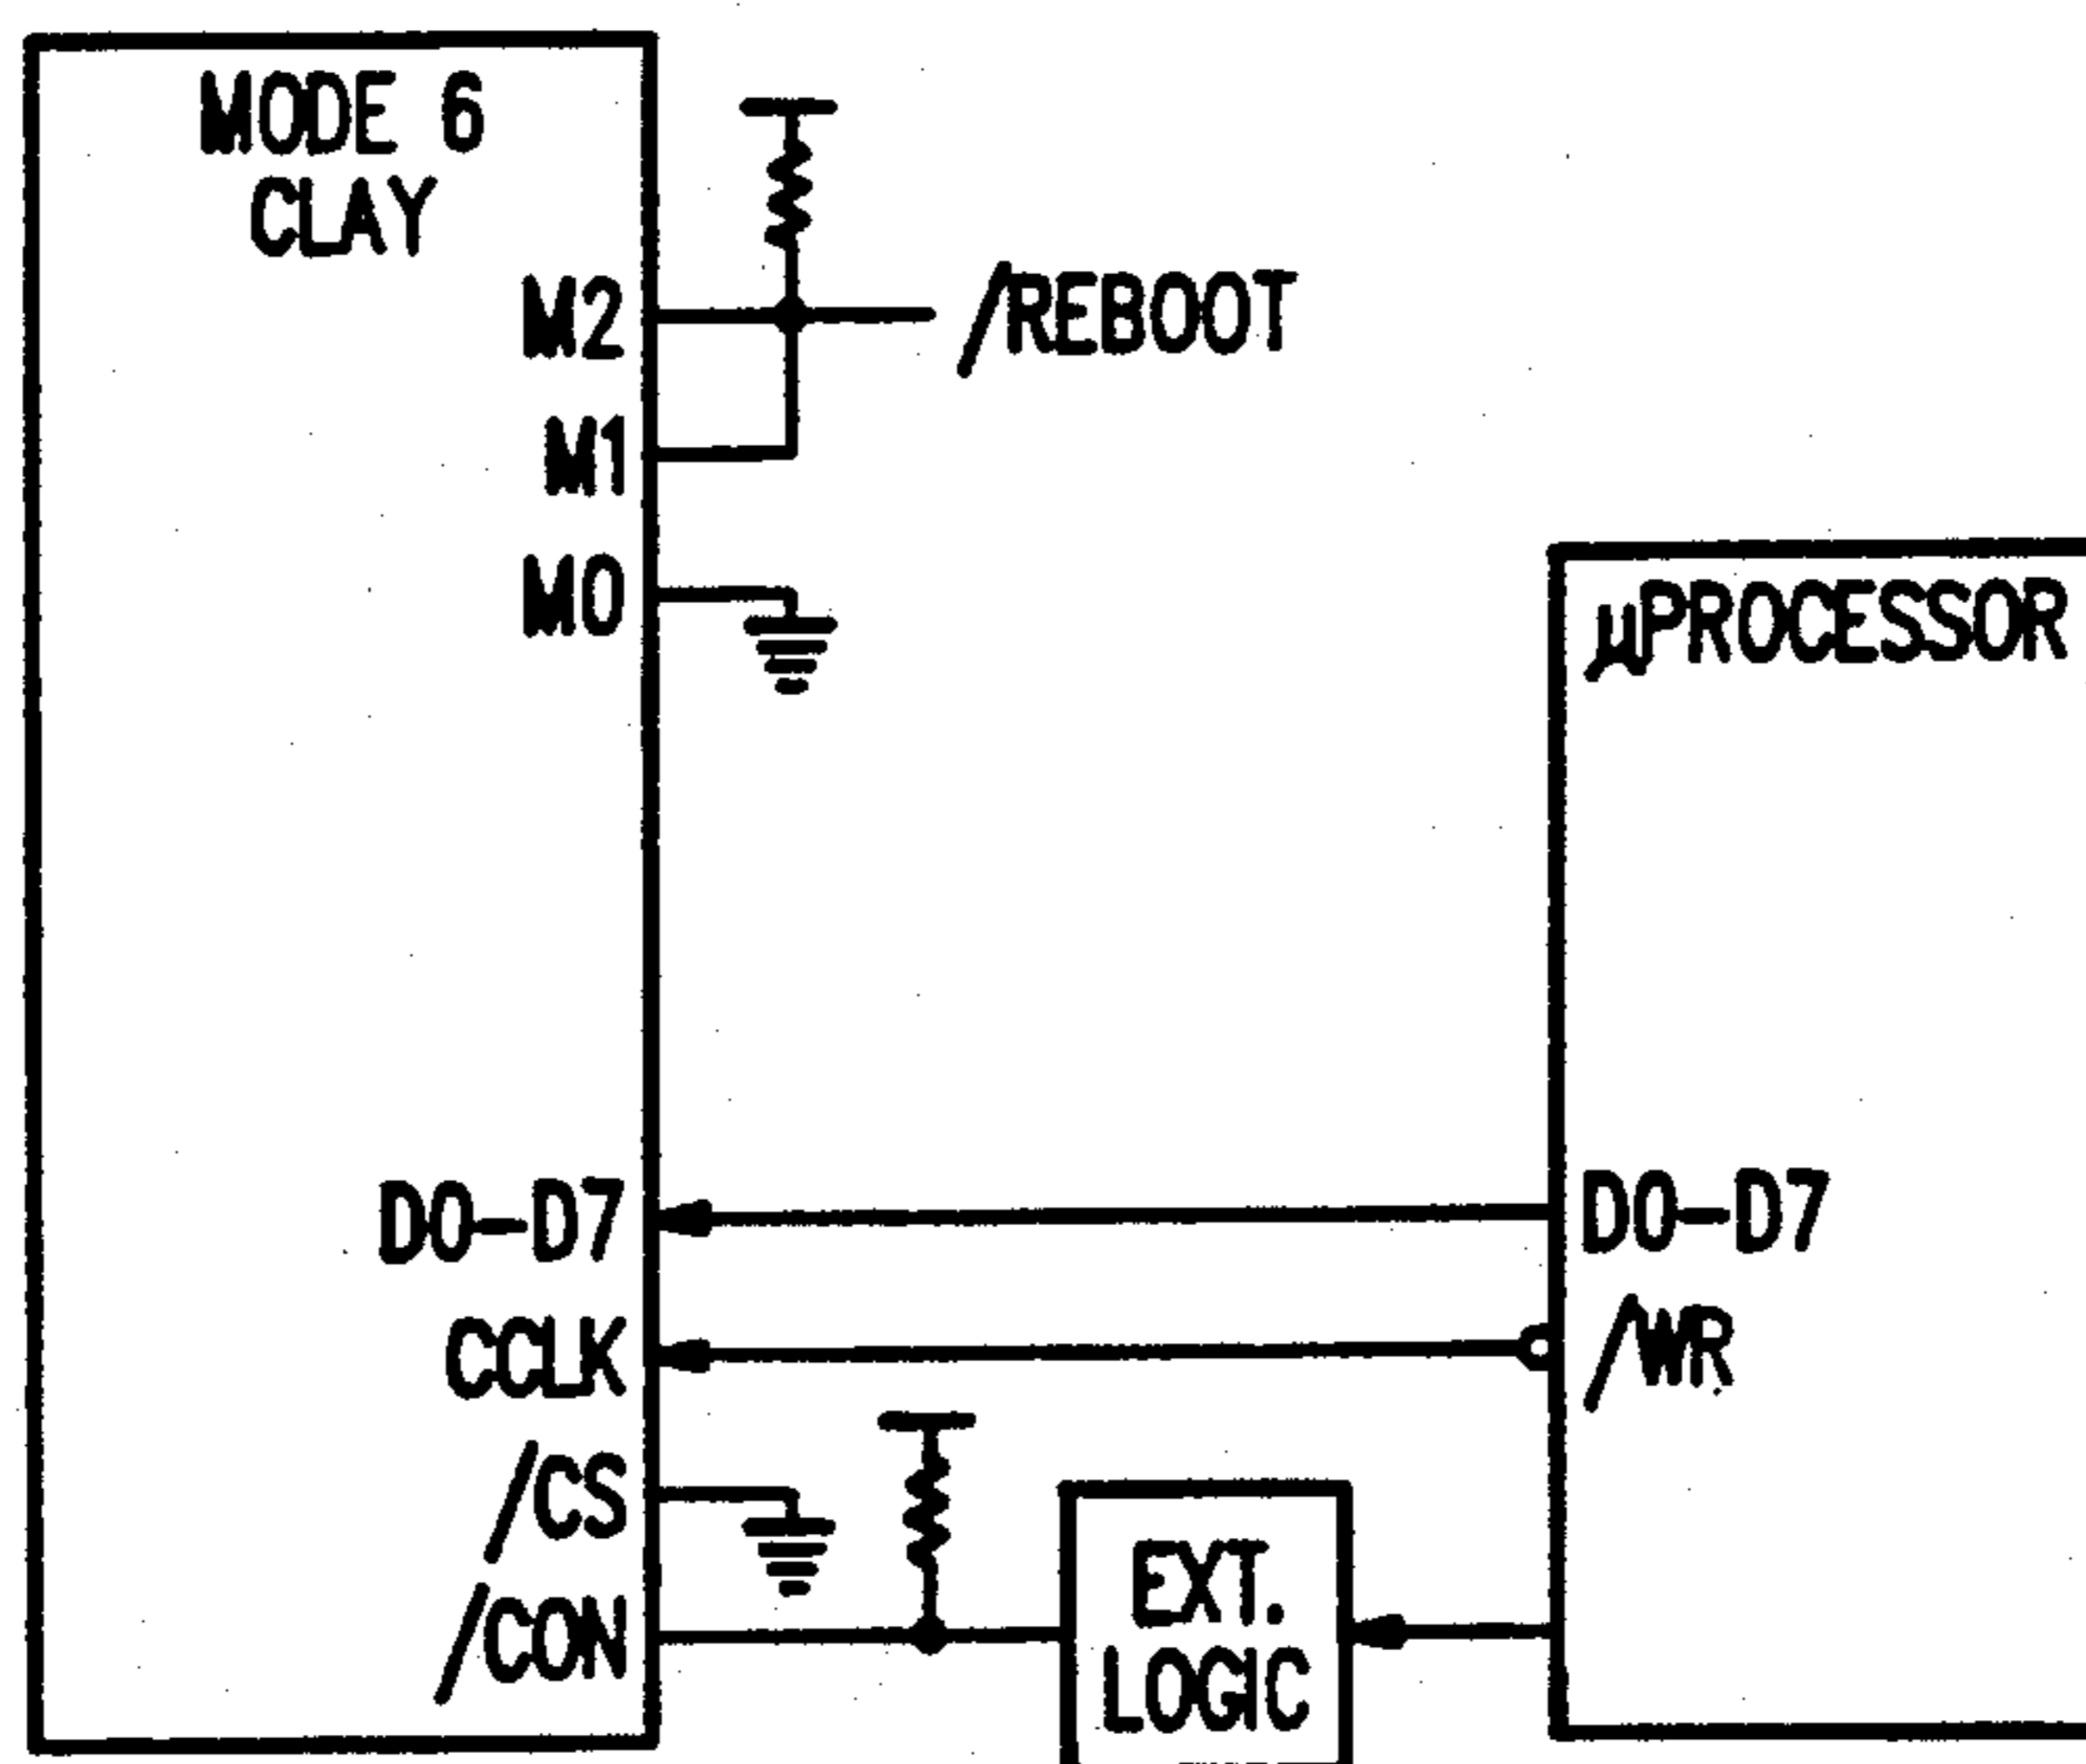 MODE 6
CLAY
M2
/REBOOT
M1
M0
µPROCESSOR
D0-D7
D0-D7
CCLK
/WR
/CS
/CON
EXT.
LOGIC